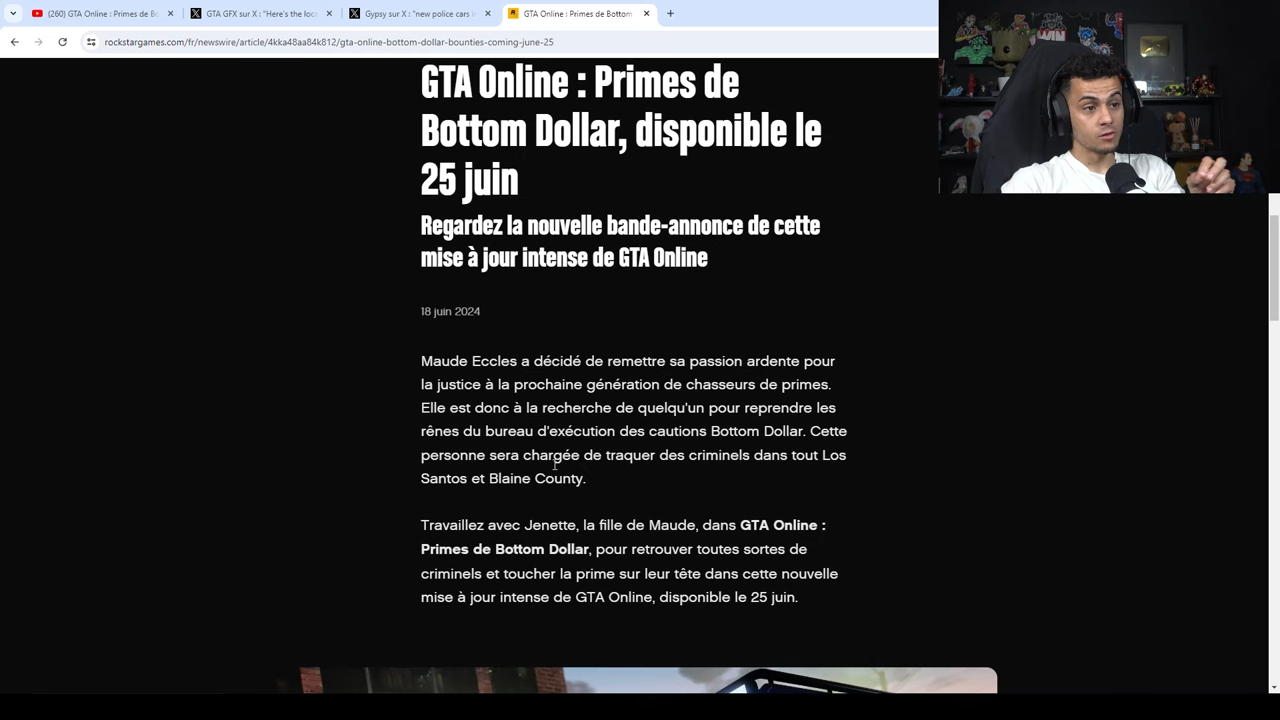 (260) GTA Online : Primes de Bo
GTA GFX sur X : "Here's the loca
Gypsy sur X : "new police cars in
GTA Online : Primes de Bottom
rockstargames.com/fr/newswire/article/4kka48aa84k812/gta-online-bottom-dollar-bounties-coming-june-25
GTA Online : Primes de
Bottom Dollar, disponible le
25 juin
Regardez la nouvelle bande-annonce de cette
mise à jour intense de GTA Online
18 juin 2024
Maude Eccles a décidé de remettre sa passion ardente pour
la justice à la prochaine génération de chasseurs de primes.
Elle est donc à la recherche de quelqu'un pour reprendre les
rênes du bureau d'exécution des cautions Bottom Dollar. Cette
personne sera chargée de traquer des criminels dans tout Los
Santos et Blaine County.
Travaillez avec Jenette, la fille de Maude, dans GTA Online :
Primes de Bottom Dollar, pour retrouver toutes sortes de
criminels et toucher la prime sur leur tête dans cette nouvelle
mise à jour intense de GTA Online, disponible le 25 juin.